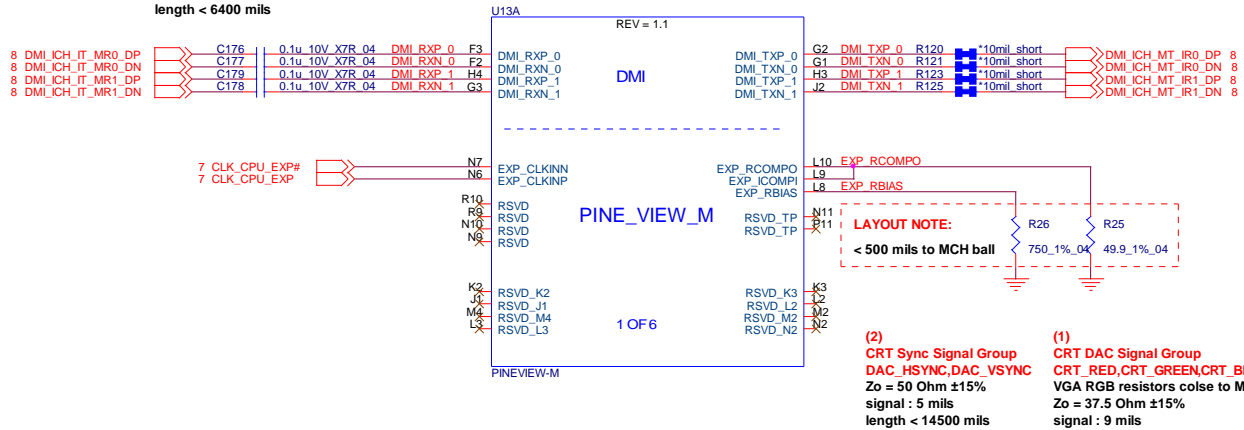 length < 6400 mils
U13A
REV = 1.1
8 DMI_ICH_IT_MR0_DP C176 0.1u_10V_X7R_04 DMI_RXP_0 F3 DMI_RXP_0 DMI_TXP_0 G2 DMI_TXP_0 R120 *10mil_short DMI_ICH_MT_IR0_DP 8
8 DMI_ICH_IT_MR0_DN C177 0.1u_10V_X7R_04 DMI_RXN_0 F2 DMI_RXN_0 DMI_TXN_0 G1 DMI_TXN_0 R121 *10mil_short DMI_ICH_MT_IR0_DN 8
8 DMI_ICH_IT_MR1_DP C179 0.1u_10V_X7R_04 DMI_RXP_1 H4 DMI_RXP_1 DMI_TXP_1 H3 DMI_TXP_1 R123 *10mil_short DMI_ICH_MT_IR1_DP 8
8 DMI_ICH_IT_MR1_DN C178 0.1u_10V_X7R_04 DMI_RXN_1 G3 DMI_RXN_1 DMI_TXN_1 J2 DMI_TXN_1 R125 *10mil_short DMI_ICH_MT_IR1_DN 8
DMI
7 CLK_CPU_EXP# N7 EXP_CLKINN EXP_RCOMPO L10 EXP_RCOMPO
7 CLK_CPU_EXP N6 EXP_CLKINP EXP_ICOMPI L9
EXP_RBIAS L8 EXP_RBIAS
R10 RSVD
R9 RSVD RSVD_TP N11
N10 RSVD RSVD_TP P11
N9 RSVD
PINE_VIEW_M
LAYOUT NOTE:
< 500 mils to MCH ball
R26 R25
750_1%_04 49.9_1%_04
K2 RSVD_K2 RSVD_K3 K3
J1 RSVD_J1 RSVD_L2 L2
M4 RSVD_M4 RSVD_M2 M2
L3 RSVD_L3 RSVD_N2 N2
1 OF 6
PINEVIEW-M
(2)
CRT Sync Signal Group
DAC_HSYNC,DAC_VSYNC
Zo = 50 Ohm ±15%
signal : 5 mils
length < 14500 mils
(1)
CRT DAC Signal Group
CRT_RED,CRT_GREEN,CRT_B
VGA RGB resistors colse to M
Zo = 37.5 Ohm ±15%
signal : 9 mils